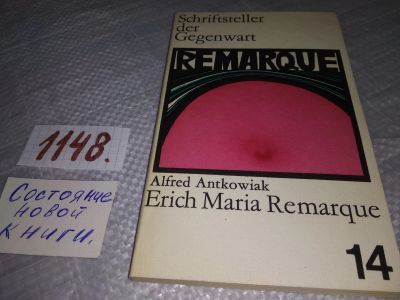 Schriftsteller
der
Gegenwart
REMARQUE
Alfred Antkowiak
Erich Maria Remarque
14
1148.
Состояние
новой
книги.